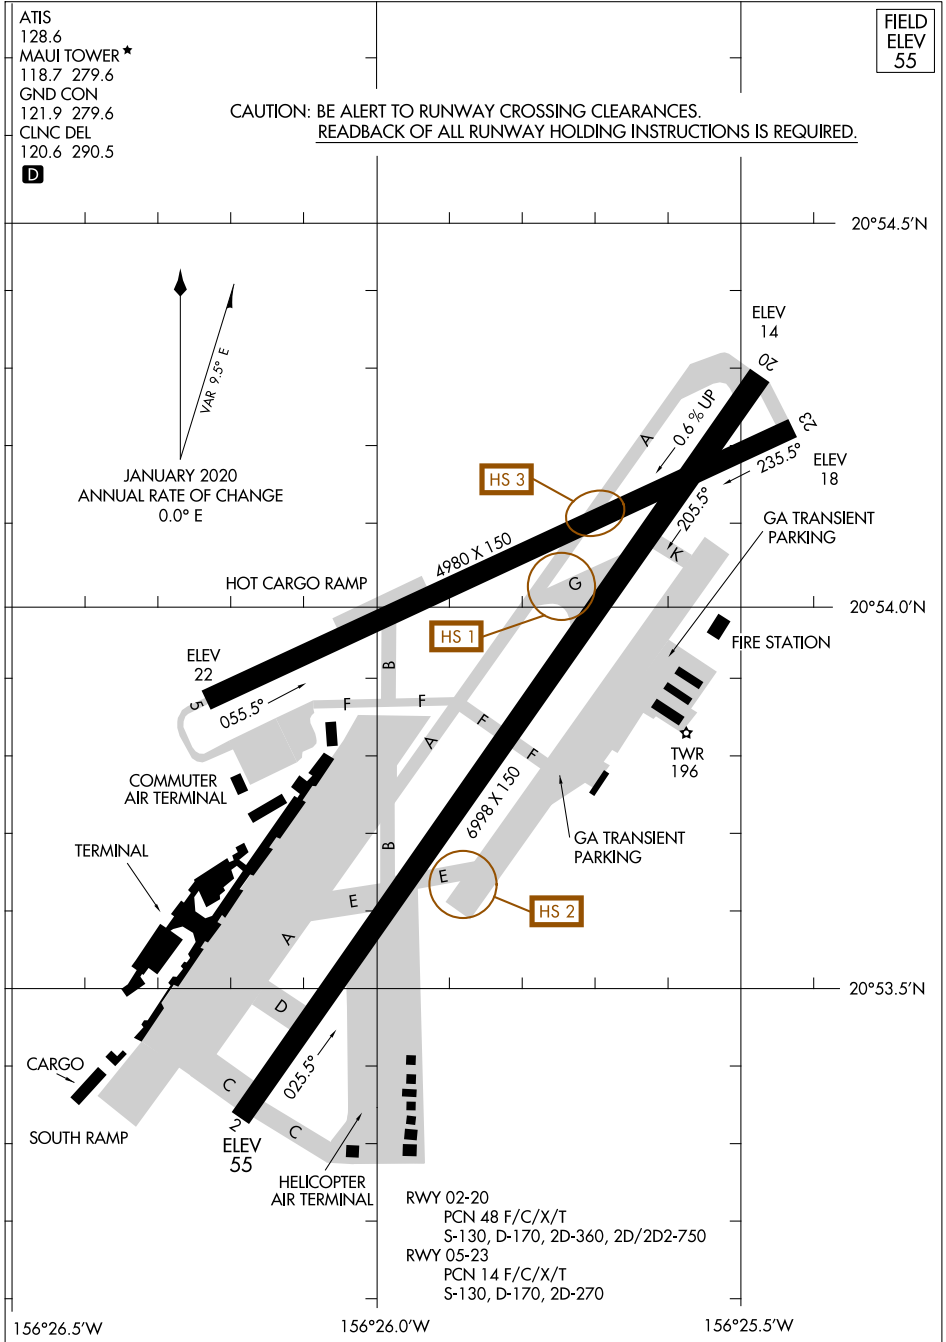 ATIS
128.6
MAUI TOWER★
118.7 279.6
GND CON
121.9 279.6
CLNC DEL
120.6 290.5
D
FIELD
ELEV
55
CAUTION: BE ALERT TO RUNWAY CROSSING CLEARANCES.
READBACK OF ALL RUNWAY HOLDING INSTRUCTIONS IS REQUIRED.
20°54.5'N
VAR 9.5° E
JANUARY 2020
ANNUAL RATE OF CHANGE
0.0° E
ELEV
14
20
0.6 % UP
A
23
235.5°
ELEV
18
HS 3
205.5°
GA TRANSIENT
PARKING
K
4980 X 150
HOT CARGO RAMP
G
20°54.0'N
HS 1
FIRE STATION
ELEV
22
5
055.5°
B
F
F
F
F
A
TWR
196
COMMUTER
AIR TERMINAL
6998 X 150
GA TRANSIENT
PARKING
TERMINAL
B
E
E
HS 2
A
20°53.5'N
D
025.5°
CARGO
C
C
SOUTH RAMP
2
ELEV
55
HELICOPTER
AIR TERMINAL
RWY 02-20
PCN 48 F/C/X/T
S-130, D-170, 2D-360, 2D/2D2-750
RWY 05-23
PCN 14 F/C/X/T
S-130, D-170, 2D-270
156°26.5'W
156°26.0'W
156°25.5'W